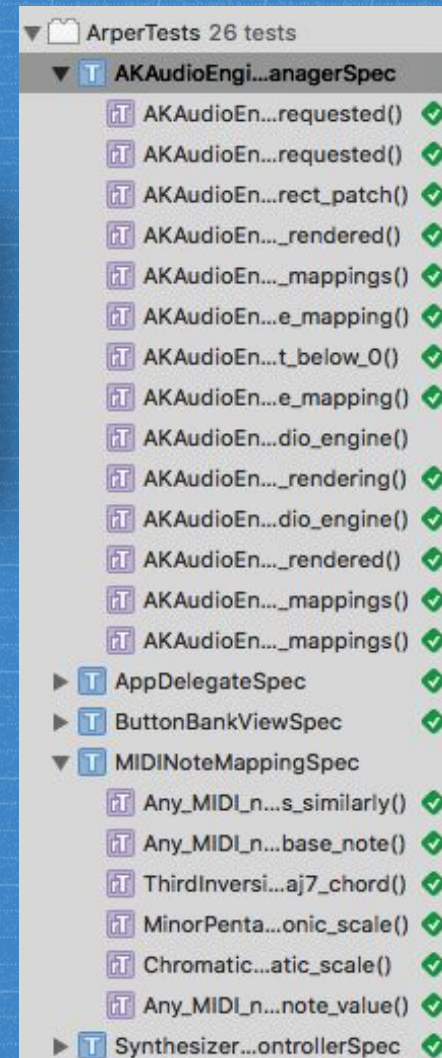 ArperTests 26 tests
T AKAudioEngi...anagerSpec
T AKAudioEn...requested()
T AKAudioEn...requested()
T AKAudioEn...rect_patch()
T AKAudioEn..._rendered()
T AKAudioEn..._mappings()
T AKAudioEn...e_mapping()
T AKAudioEn...t_below_0()
T AKAudioEn...e_mapping()
T AKAudioEn...dio_engine()
T AKAudioEn..._rendering()
T AKAudioEn...dio_engine()
T AKAudioEn..._rendered()
T AKAudioEn..._mappings()
T AKAudioEn..._mappings()
T AppDelegateSpec
T ButtonBankViewSpec
T MIDINoteMappingSpec
T Any_MIDI_n...s_similarly()
T Any_MIDI_n...base_note()
T ThirdInversi...aj7_chord()
T MinorPenta...onic_scale()
T Chromatic...atic_scale()
T Any_MIDI_n...note_value()
T Synthesizer...ontrollerSpec